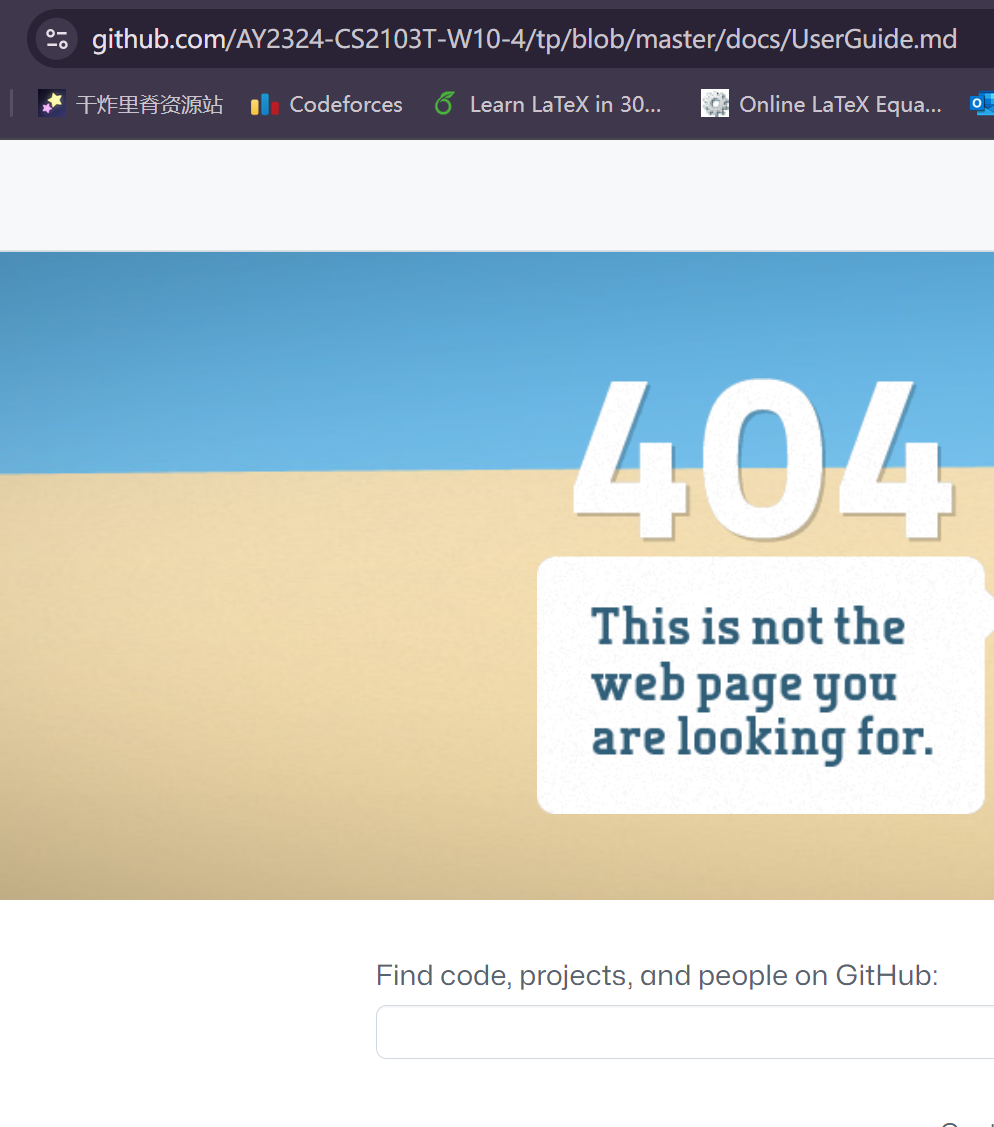 github.com/AY2324-CS2103T-W10-4/tp/blob/master/docs/UserGuide.md
干炸里脊资源站 Codeforces Learn LaTeX in 30... Online LaTeX Equa...
404
This is not the
web page you
are looking for.
Find code, projects, and people on GitHub: